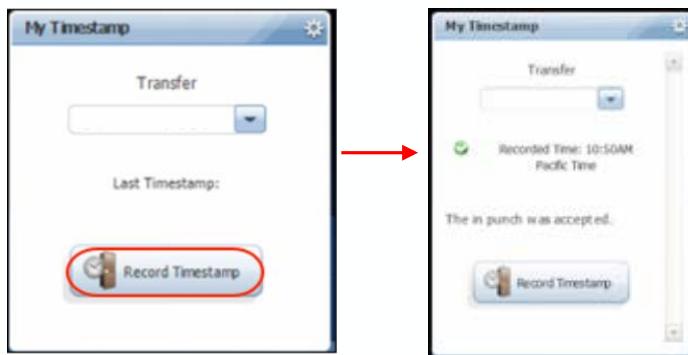 My Timestamp
Transfer
Last Timestamp:
Record Timestamp
My Timestamp
Transfer
Recorded Time: 10:50AM
Pacific Time
The in punch was accepted.
Record Timestamp